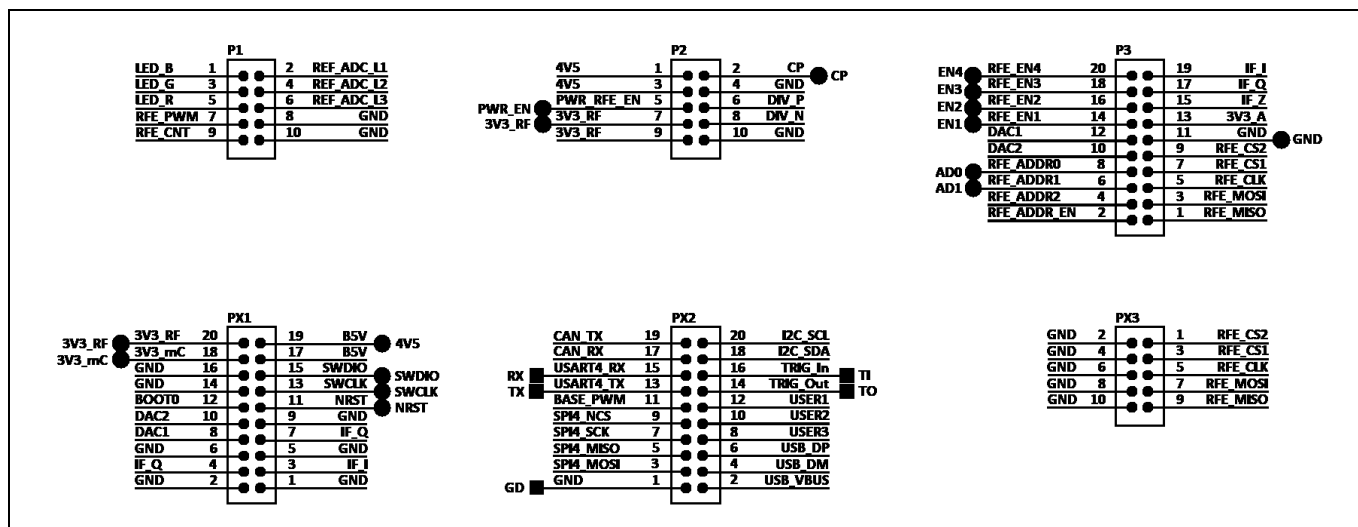 P1
LED_B 1 2 REF_ADC_L1
LED_G 3 4 REF_ADC_L2
LED_R 5 6 REF_ADC_L3
RFE_PWM 7 8 GND
RFE_CNT 9 10 GND
P2
4V5 1 2 CP CP
4V5 3 4 GND
PWR_EN PWR_RFE_EN 5 6 DIV_P
3V3_RF 3V3_RF 7 8 DIV_N
3V3_RF 9 10 GND
P3
EN4 RFE_EN4 20 19 IF_I
EN3 RFE_EN3 18 17 IF_Q
EN2 RFE_EN2 16 15 IF_Z
EN1 RFE_EN1 14 13 3V3_A
DAC1 12 11 GND GND
DAC2 10 9 RFE_CS2
AD0 RFE_ADDR0 8 7 RFE_CS1
AD1 RFE_ADDR1 6 5 RFE_CLK
RFE_ADDR2 4 3 RFE_MOSI
RFE_ADDR_EN 2 1 RFE_MISO
PX1
3V3_RF 3V3_RF 20 19 B5V 4V5
3V3_mC 3V3_mC 18 17 B5V
GND 16 15 SWDIO SWDIO
GND 14 13 SWCLK SWCLK
BOOT0 12 11 NRST NRST
DAC2 10 9 GND
DAC1 8 7 IF_Q
GND 6 5 GND
IF_Q 4 3 IF_I
GND 2 1 GND
PX2
CAN_TX 19 20 I2C_SCL
CAN_RX 17 18 I2C_SDA
RX USART4_RX 15 16 TRIG_In TI
TX USART4_TX 13 14 TRIG_Out TO
BASE_PWM 11 12 USER1
SPI4_NCS 9 10 USER2
SPI4_SCK 7 8 USER3
SPI4_MISO 5 6 USB_DP
SPI4_MOSI 3 4 USB_DM
GD GND 1 2 USB_VBUS
PX3
GND 2 1 RFE_CS2
GND 4 3 RFE_CS1
GND 6 5 RFE_CLK
GND 8 7 RFE_MOSI
GND 10 9 RFE_MISO